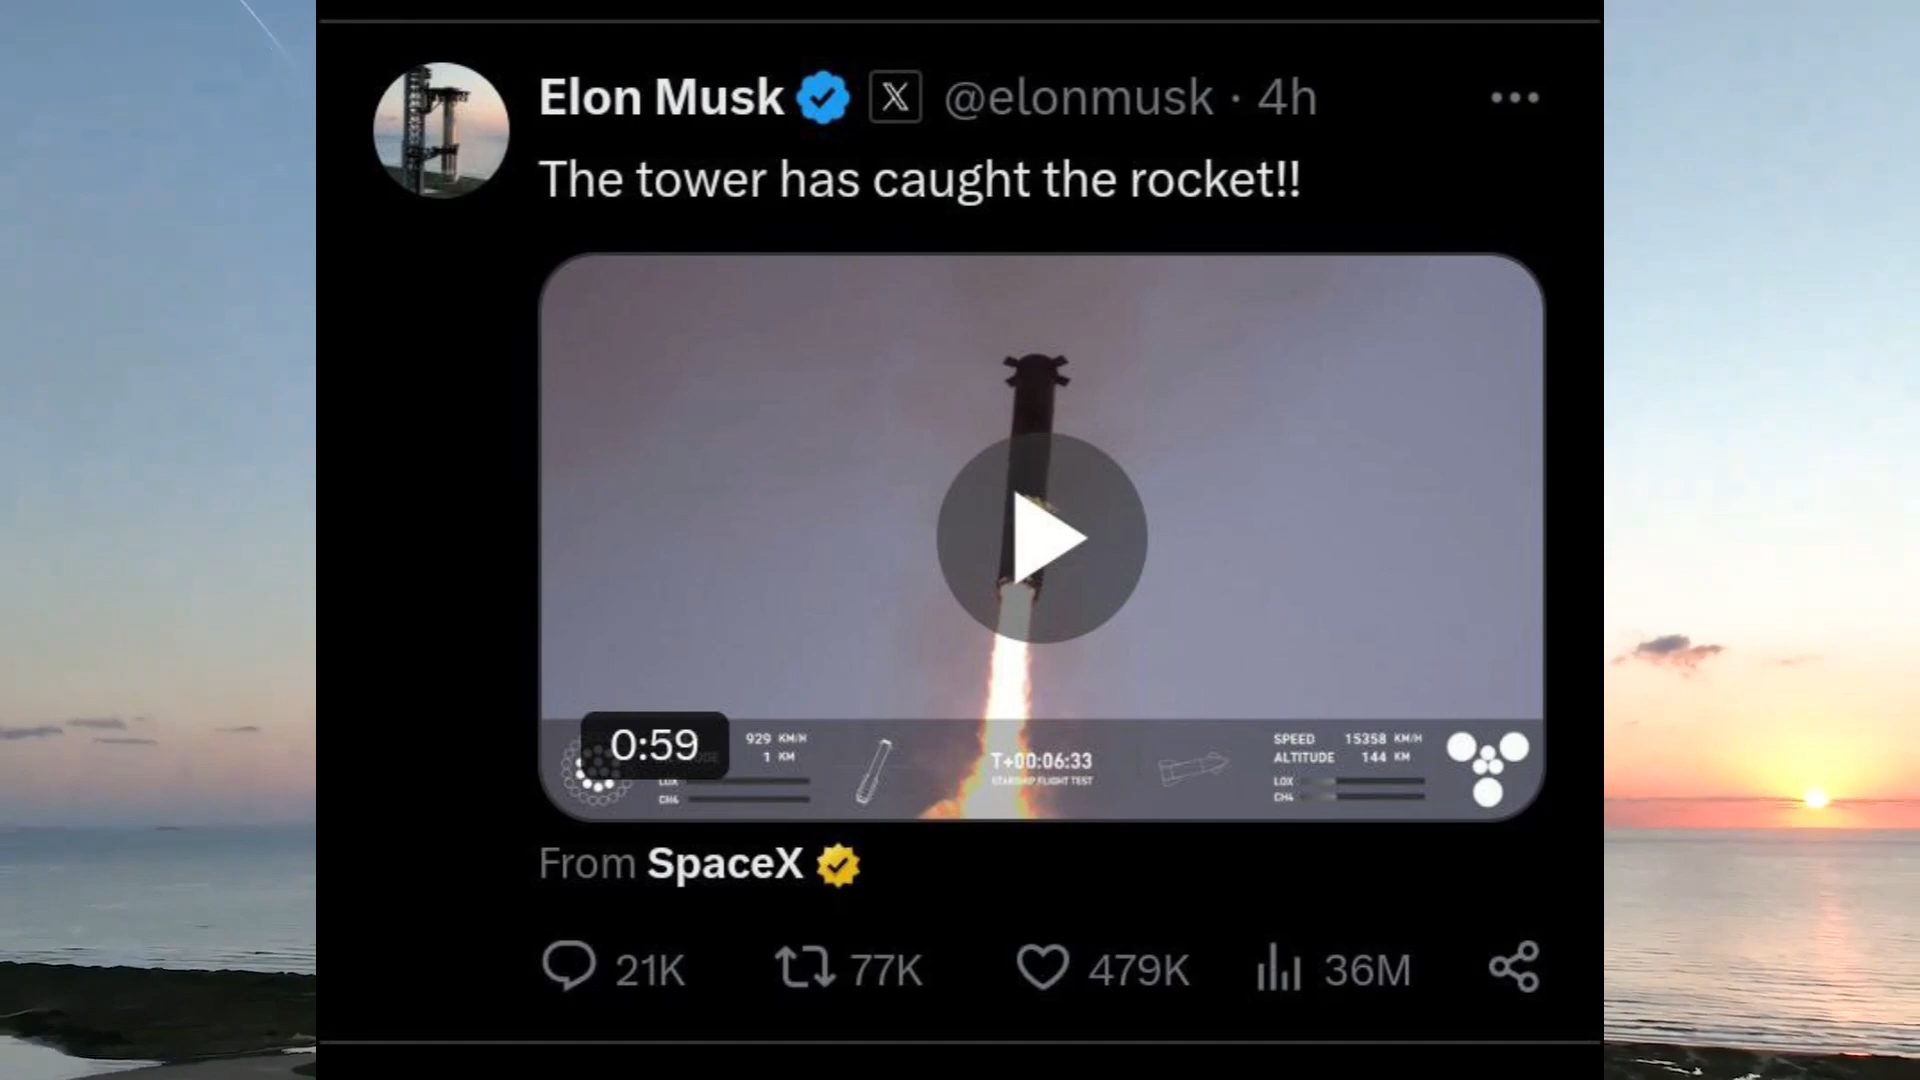 Elon Musk X @elonmusk · 4h
The tower has caught the rocket!!
0:59
929 KM/H
1 KM
LOX
CH4
T+00:06:33
STARSHIP FLIGHT TEST
SPEED 15358 KM/H
ALTITUDE 144 KM
LOX
CH4
From SpaceX
21K 77K 479K 36M